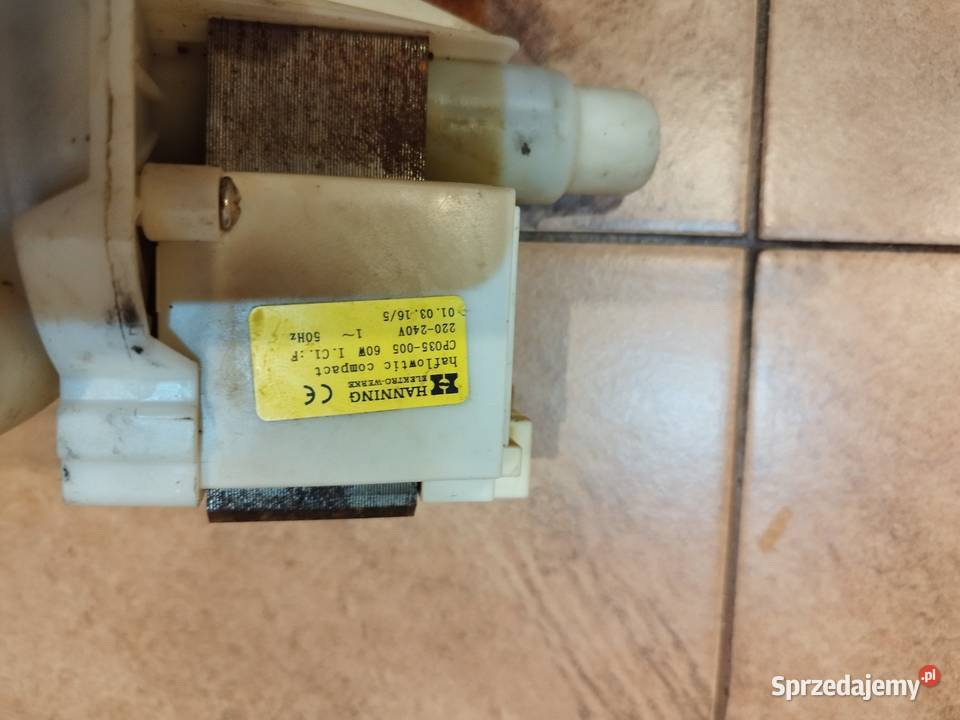 HANNING
ELEKTRO-WERKE
CE
haflowtic compact
CP035-005 60W I.Cl.:F
220-240V 1~ 50Hz
01.03.16/5
Sprzedajemy.pl